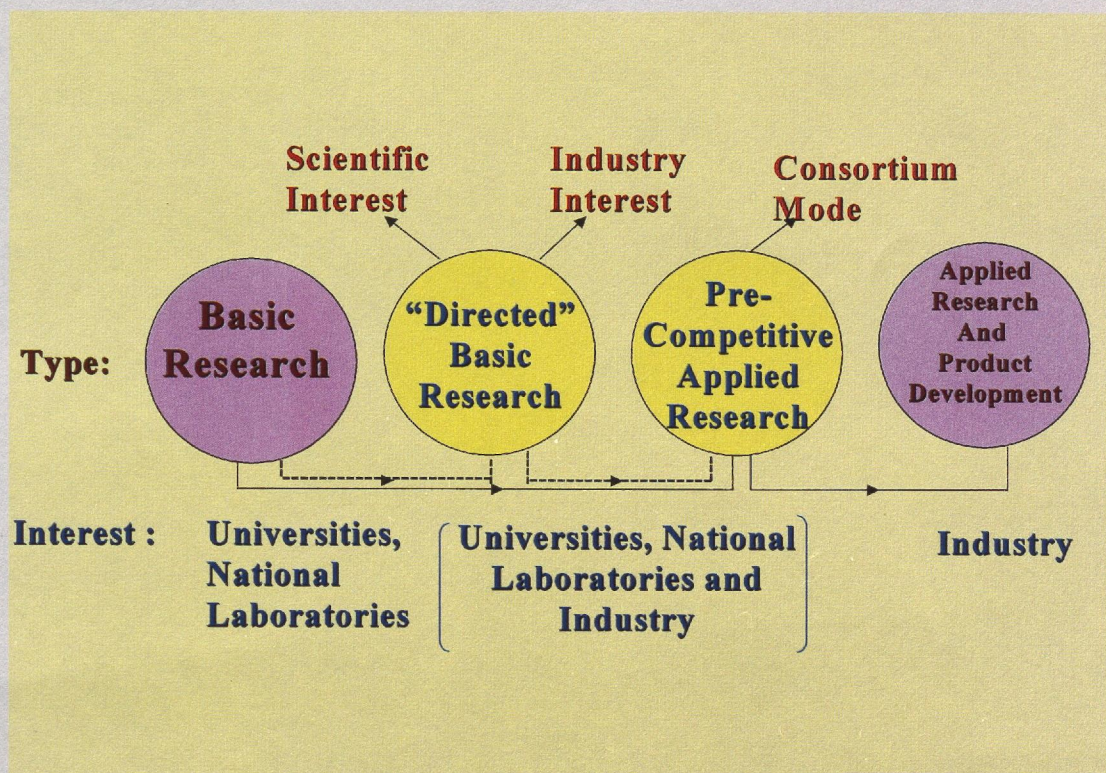 Scientific
Interest
Industry
Interest
Consortium
Mode
Type:
Basic
Research
“Directed”
Basic
Research
Pre-
Competitive
Applied
Research
Applied
Research
And
Product
Development
Interest :
Universities,
National
Laboratories
Universities, National
Laboratories and
Industry
Industry